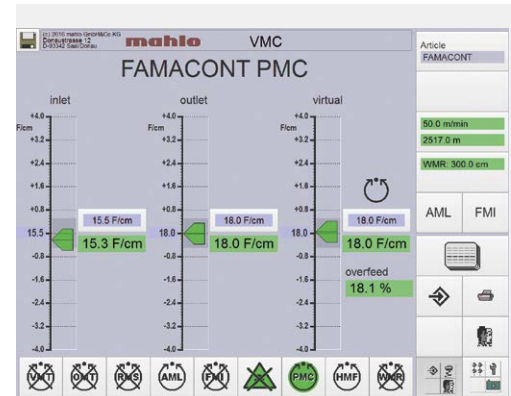 (c) 2016 mahlo GmbH&Co KG
Donaustrasse 12
D-93342 Saal/Donau
mahlo
VMC
FAMACONT PMC
inlet
outlet
virtual
F/cm
F/cm
F/cm
+4.0
+3.2
+2.4
+1.6
+0.8
15.5
-0.8
-1.6
-2.4
-3.2
-4.0
15.5 F/cm
15.3 F/cm
+4.0
+3.2
+2.4
+1.6
+0.8
18.0
-0.8
-1.6
-2.4
-3.2
-4.0
18.0 F/cm
18.0 F/cm
+4.0
+3.2
+2.4
+1.6
+0.8
18.0
-0.8
-1.6
-2.4
-3.2
-4.0
18.0 F/cm
18.0 F/cm
overfeed
18.1 %
VMT
OMT
RMS
AML
FMI
PMC
HMF
WMR
Article
FAMACONT
50.0 m/min
2517.0 m
WMR: 300.0 cm
AML
FMI